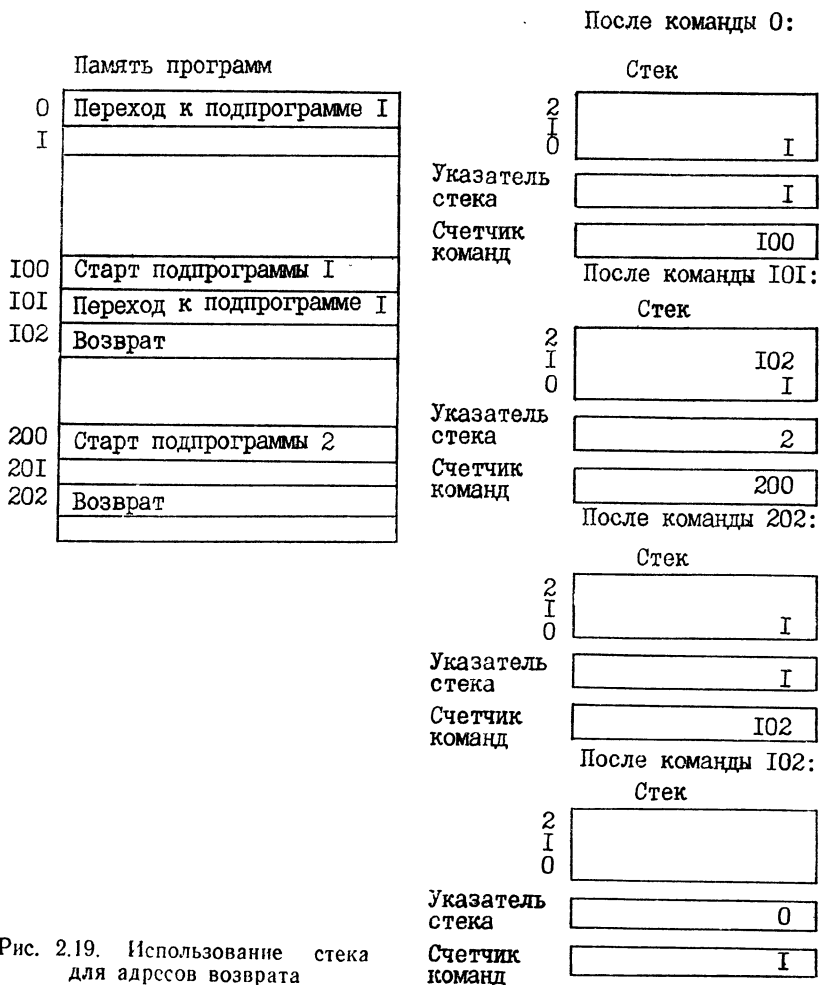 После команды 0:
Память программ
0 Переход к подпрограмме I
I
I00 Старт подпрограммы I
I0I Переход к подпрограмме I
I02 Возврат
200 Старт подпрограммы 2
20I
202 Возврат
Стек
2
I
0 I
Указатель
стека I
Счетчик
команд I00
После команды I0I:
Стек
2
I I02
0 I
Указатель
стека 2
Счетчик
команд 200
После команды 202:
Стек
2
I
0 I
Указатель
стека I
Счетчик
команд I02
После команды I02:
Стек
2
I
0
Указатель
стека 0
Счетчик
команд I
Рис. 2.19. Использование стека
для адресов возврата